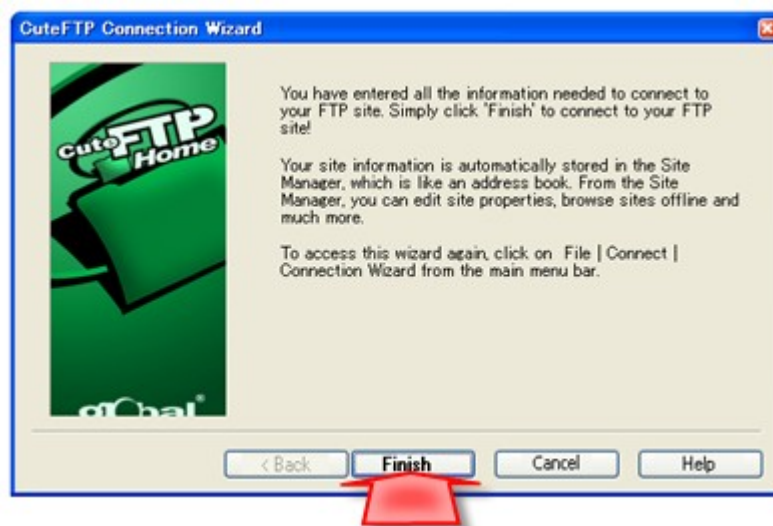 CuteFTP Connection Wizard
cute FTP
Home
You have entered all the information needed to connect to
your FTP site. Simply click 'Finish' to connect to your FTP
site!
Your site information is automatically stored in the Site
Manager, which is like an address book. From the Site
Manager, you can edit site properties, browse sites offline and
much more.
To access this wizard again, click on File | Connect |
Connection Wizard from the main menu bar.
< Back
Finish
Cancel
Help